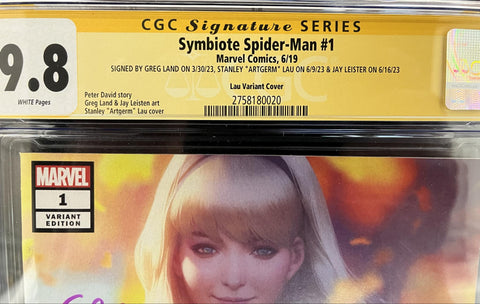 CGC Signature SERIES
9.8
WHITE Pages
Symbiote Spider-Man #1
Marvel Comics, 6/19
SIGNED BY GREG LAND ON 3/30/23, STANLEY "ARTGERM" LAU ON 6/9/23 & JAY LEISTER ON 6/16/23
Lau Variant Cover
Peter David story
Greg Land & Jay Leisten art
Stanley "Artgerm" Lau cover
2758180020
MARVEL
1
VARIANT
EDITION